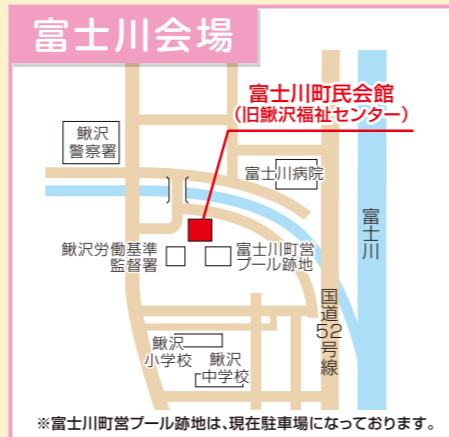 富士川会場
富士川町民会館
（旧鰍沢福祉センター）
鰍沢
警察署
富士川病院
富士川
鰍沢労働基準
監督署
富士川町営
プール跡地
国道52号線
鰍沢
小学校
鰍沢
中学校
※富士川町営プール跡地は、現在駐車場になっております。